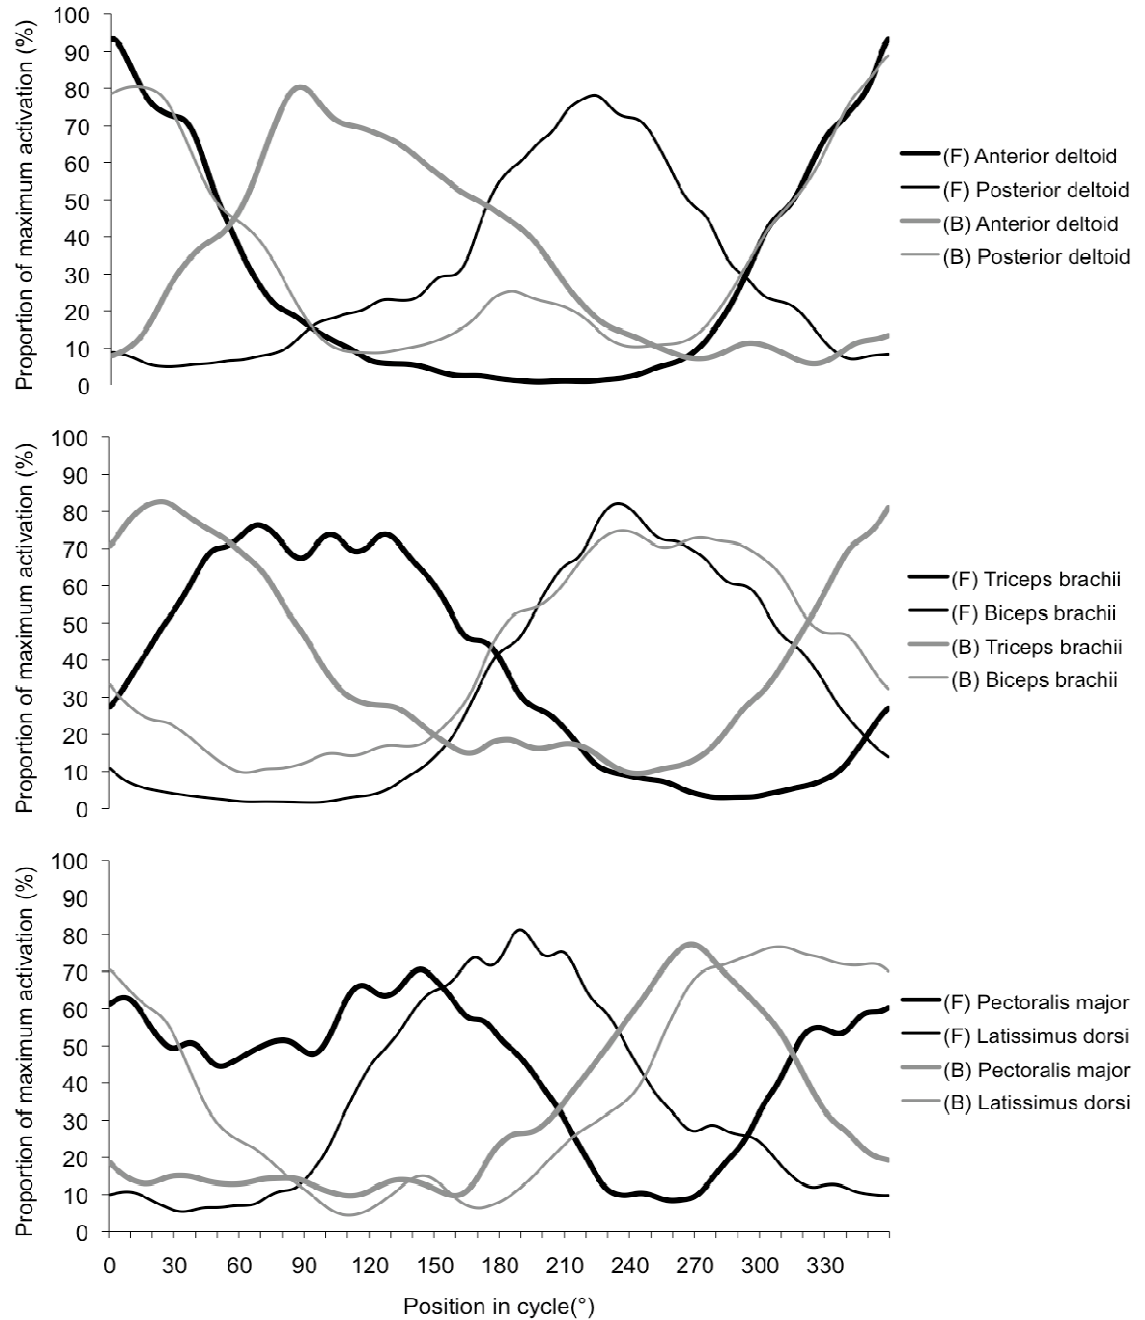 Proportion of maximum activation (%)
100
90
80
70
60
50
40
30
20
10
0
(F) Anterior deltoid
(F) Posterior deltoid
(B) Anterior deltoid
(B) Posterior deltoid
Proportion of maximum activation (%)
100
90
80
70
60
50
40
30
20
10
0
(F) Triceps brachii
(F) Biceps brachii
(B) Triceps brachii
(B) Biceps brachii
Proportion of maximum activation (%)
100
90
80
70
60
50
40
30
20
10
0
(F) Pectoralis major
(F) Latissimus dorsi
(B) Pectoralis major
(B) Latissimus dorsi
0 30 60 90 120 150 180 210 240 270 300 330
Position in cycle(°)